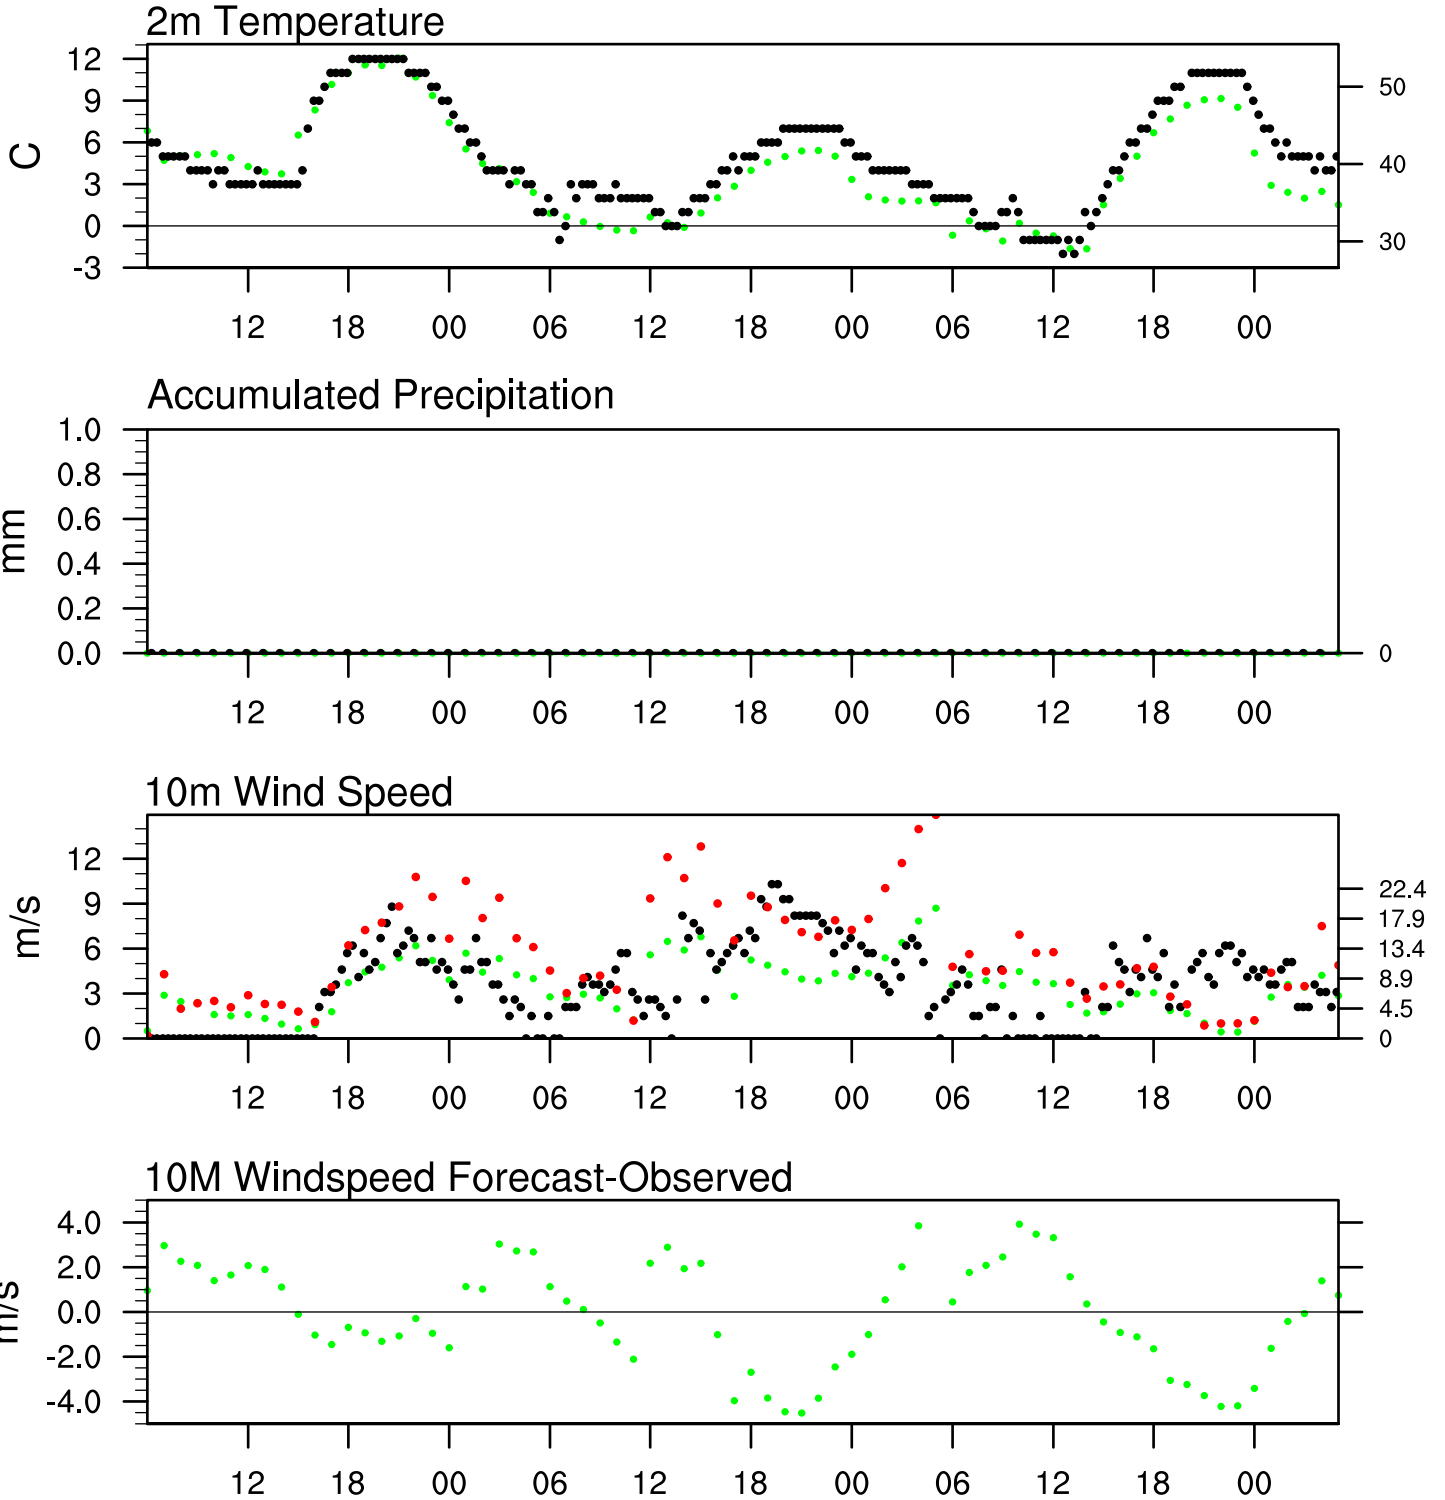 2m Temperature
12
9
6
3
0
-3
C
50
40
30
12 18 00 06 12 18 00 06 12 18 00
Accumulated Precipitation
1.0
0.8
0.6
0.4
0.2
0.0
mm
0
12 18 00 06 12 18 00 06 12 18 00
10m Wind Speed
12
9
6
3
0
m/s
22.4
17.9
13.4
8.9
4.5
0
12 18 00 06 12 18 00 06 12 18 00
10M Windspeed Forecast-Observed
4.0
2.0
0.0
-2.0
-4.0
m/s
12 18 00 06 12 18 00 06 12 18 00